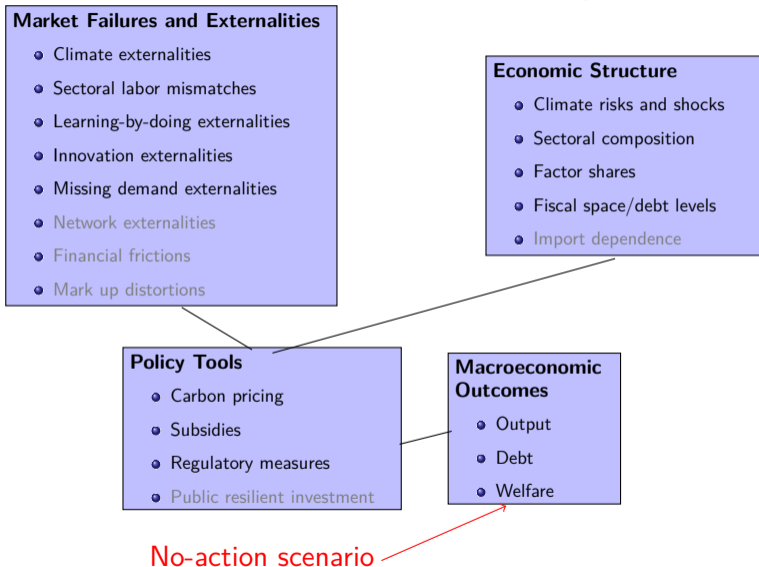 Market Failures and Externalities
Climate externalities
Sectoral labor mismatches
Learning-by-doing externalities
Innovation externalities
Missing demand externalities
Network externalities
Financial frictions
Mark up distortions
Economic Structure
Climate risks and shocks
Sectoral composition
Factor shares
Fiscal space/debt levels
Import dependence
Policy Tools
Carbon pricing
Subsidies
Regulatory measures
Public resilient investment
Macroeconomic
Outcomes
Output
Debt
Welfare
No-action scenario